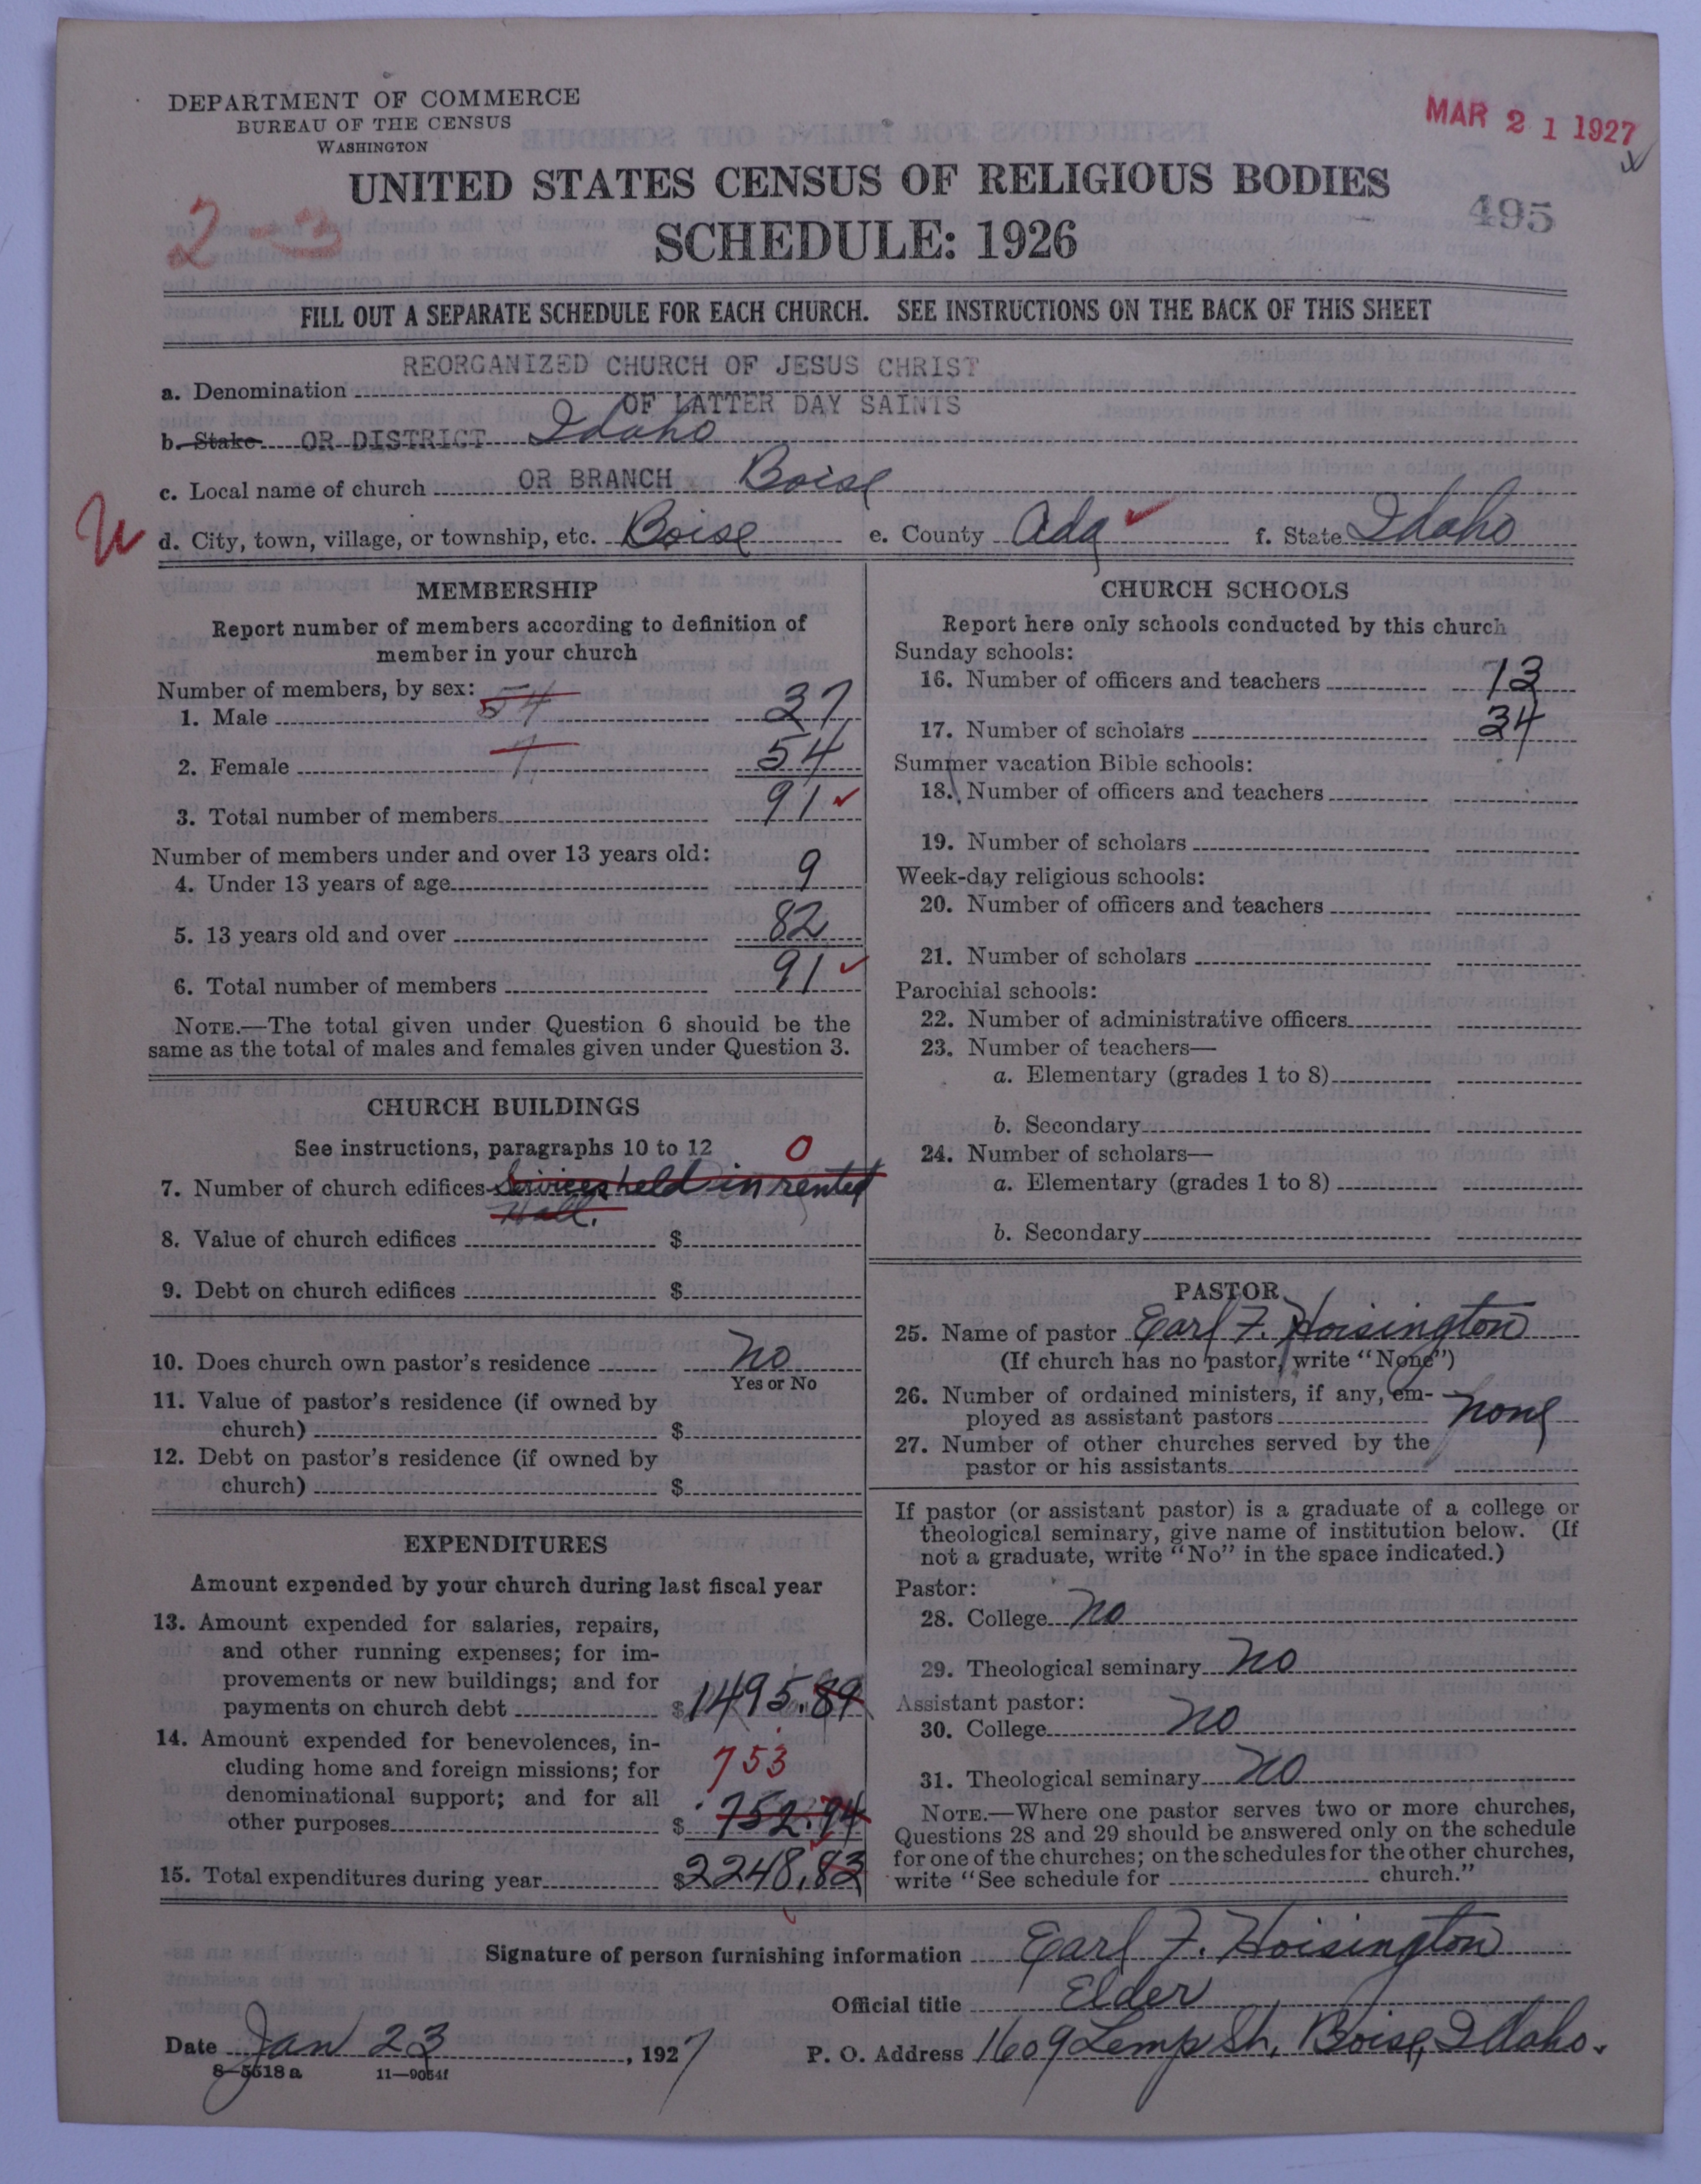 DEPARTMENT OF COMMERCE
BUREAU OF THE CENSUS
WASHINGTON
MAR 21 1927
UNITED STATES CENSUS OF RELIGIOUS BODIES
SCHEDULE: 1926
495
2-3
FILL OUT A SEPARATE SCHEDULE FOR EACH CHURCH. SEE INSTRUCTIONS ON THE BACK OF THIS SHEET
REORGANIZED CHURCH OF JESUS CHRIST
a. Denomination
OF LATTER DAY SAINTS
b. Stake OR DISTRICT Idaho
c. Local name of church OR BRANCH Boise
d. City, town, village, or township, etc. Boise e. County Ada f. State Idaho
MEMBERSHIP
Report number of members according to definition of
member in your church
Number of members, by sex: 54
1. Male 37
7
2. Female 54
3. Total number of members 91
Number of members under and over 13 years old:
4. Under 13 years of age 9
5. 13 years old and over 82
6. Total number of members 91
NOTE.—The total given under Question 6 should be the
same as the total of males and females given under Question 3.
CHURCH BUILDINGS
See instructions, paragraphs 10 to 12 0
7. Number of church edifices Services held in rented
Hall.
8. Value of church edifices $
9. Debt on church edifices $
10. Does church own pastor's residence no
Yes or No
11. Value of pastor's residence (if owned by
church) $
12. Debt on pastor's residence (if owned by
church) $
EXPENDITURES
Amount expended by your church during last fiscal year
13. Amount expended for salaries, repairs,
and other running expenses; for im-
provements or new buildings; and for
payments on church debt $1495.89
14. Amount expended for benevolences, in-
cluding home and foreign missions; for 753
denominational support; and for all
other purposes $ 752.94
15. Total expenditures during year $2248.83
CHURCH SCHOOLS
Report here only schools conducted by this church
Sunday schools:
16. Number of officers and teachers 13
17. Number of scholars 34
Summer vacation Bible schools:
18. Number of officers and teachers
19. Number of scholars
Week-day religious schools:
20. Number of officers and teachers
21. Number of scholars
Parochial schools:
22. Number of administrative officers
23. Number of teachers—
a. Elementary (grades 1 to 8)
b. Secondary
24. Number of scholars—
a. Elementary (grades 1 to 8)
b. Secondary
PASTOR
25. Name of pastor Earl F. Hoisington
(If church has no pastor, write "None")
26. Number of ordained ministers, if any, em-
ployed as assistant pastors none
27. Number of other churches served by the
pastor or his assistants
If pastor (or assistant pastor) is a graduate of a college or
theological seminary, give name of institution below. (If
not a graduate, write "No" in the space indicated.)
Pastor:
28. College no
29. Theological seminary no
Assistant pastor:
30. College no
31. Theological seminary no
NOTE.—Where one pastor serves two or more churches,
Questions 28 and 29 should be answered only on the schedule
for one of the churches; on the schedules for the other churches,
write "See schedule for church."
Signature of person furnishing information Earl F. Hoisington
Official title Elder
Date Jan 23, 1927 P. O. Address 1609 Lemp St, Boise, Idaho.
8-5518a 11-9054f